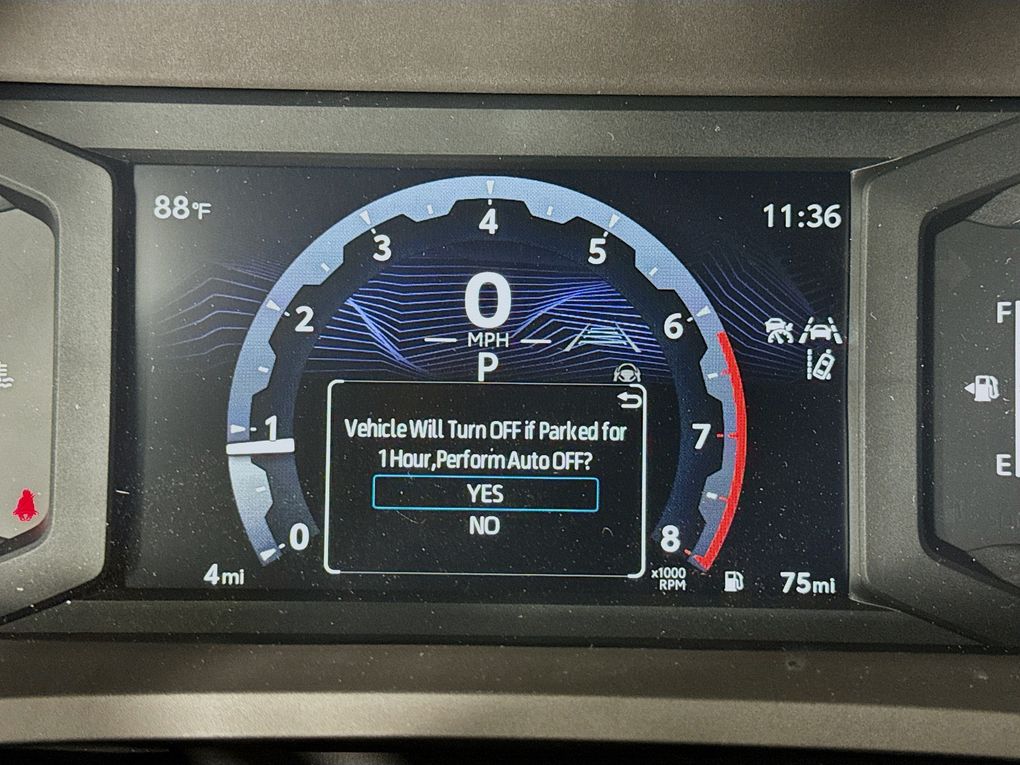 88°F
11:36
4
3
5
0
2
6
MPH
P
F
Vehicle Will Turn OFF if Parked for
1 Hour,Perform Auto OFF?
1
7
YES
E
NO
0
8
x1000
RPM
4mi
75mi